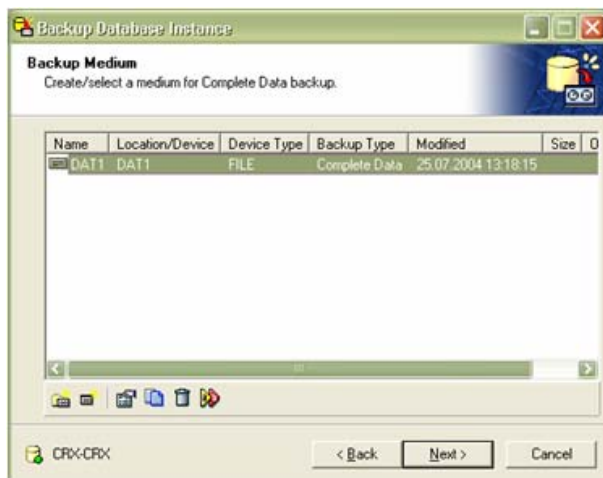 Backup Database Instance
Backup Medium
Create/select a medium for Complete Data backup.
Name Location/Device Device Type Backup Type Modified Size O
DAT1 DAT1 FILE Complete Data 25.07.2004 13:18:15
CRX-CRX < Back Next > Cancel